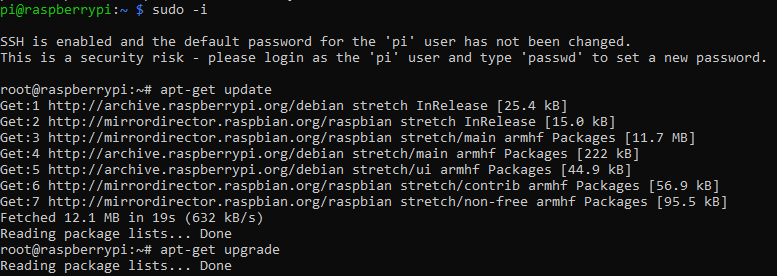 pi@raspberrypi:~ $ sudo -i
SSH is enabled and the default password for the 'pi' user has not been changed.
This is a security risk - please login as the 'pi' user and type 'passwd' to set a new password.
root@raspberrypi:~# apt-get update
Get:1 http://archive.raspberrypi.org/debian stretch InRelease [25.4 kB]
Get:2 http://mirrordirector.raspbian.org/raspbian stretch InRelease [15.0 kB]
Get:3 http://mirrordirector.raspbian.org/raspbian stretch/main armhf Packages [11.7 MB]
Get:4 http://archive.raspberrypi.org/debian stretch/main armhf Packages [222 kB]
Get:5 http://archive.raspberrypi.org/debian stretch/ui armhf Packages [44.9 kB]
Get:6 http://mirrordirector.raspbian.org/raspbian stretch/contrib armhf Packages [56.9 kB]
Get:7 http://mirrordirector.raspbian.org/raspbian stretch/non-free armhf Packages [95.5 kB]
Fetched 12.1 MB in 19s (632 kB/s)
Reading package lists... Done
root@raspberrypi:~# apt-get upgrade
Reading package lists... Done